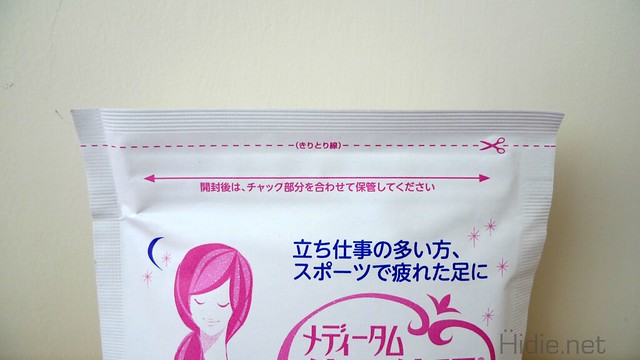 (きりとり線)
開封後は、チャック部分を合わせて保管してください
立ち仕事の多い方、
スポーツで疲れた足に
メディータム
Hidie.net